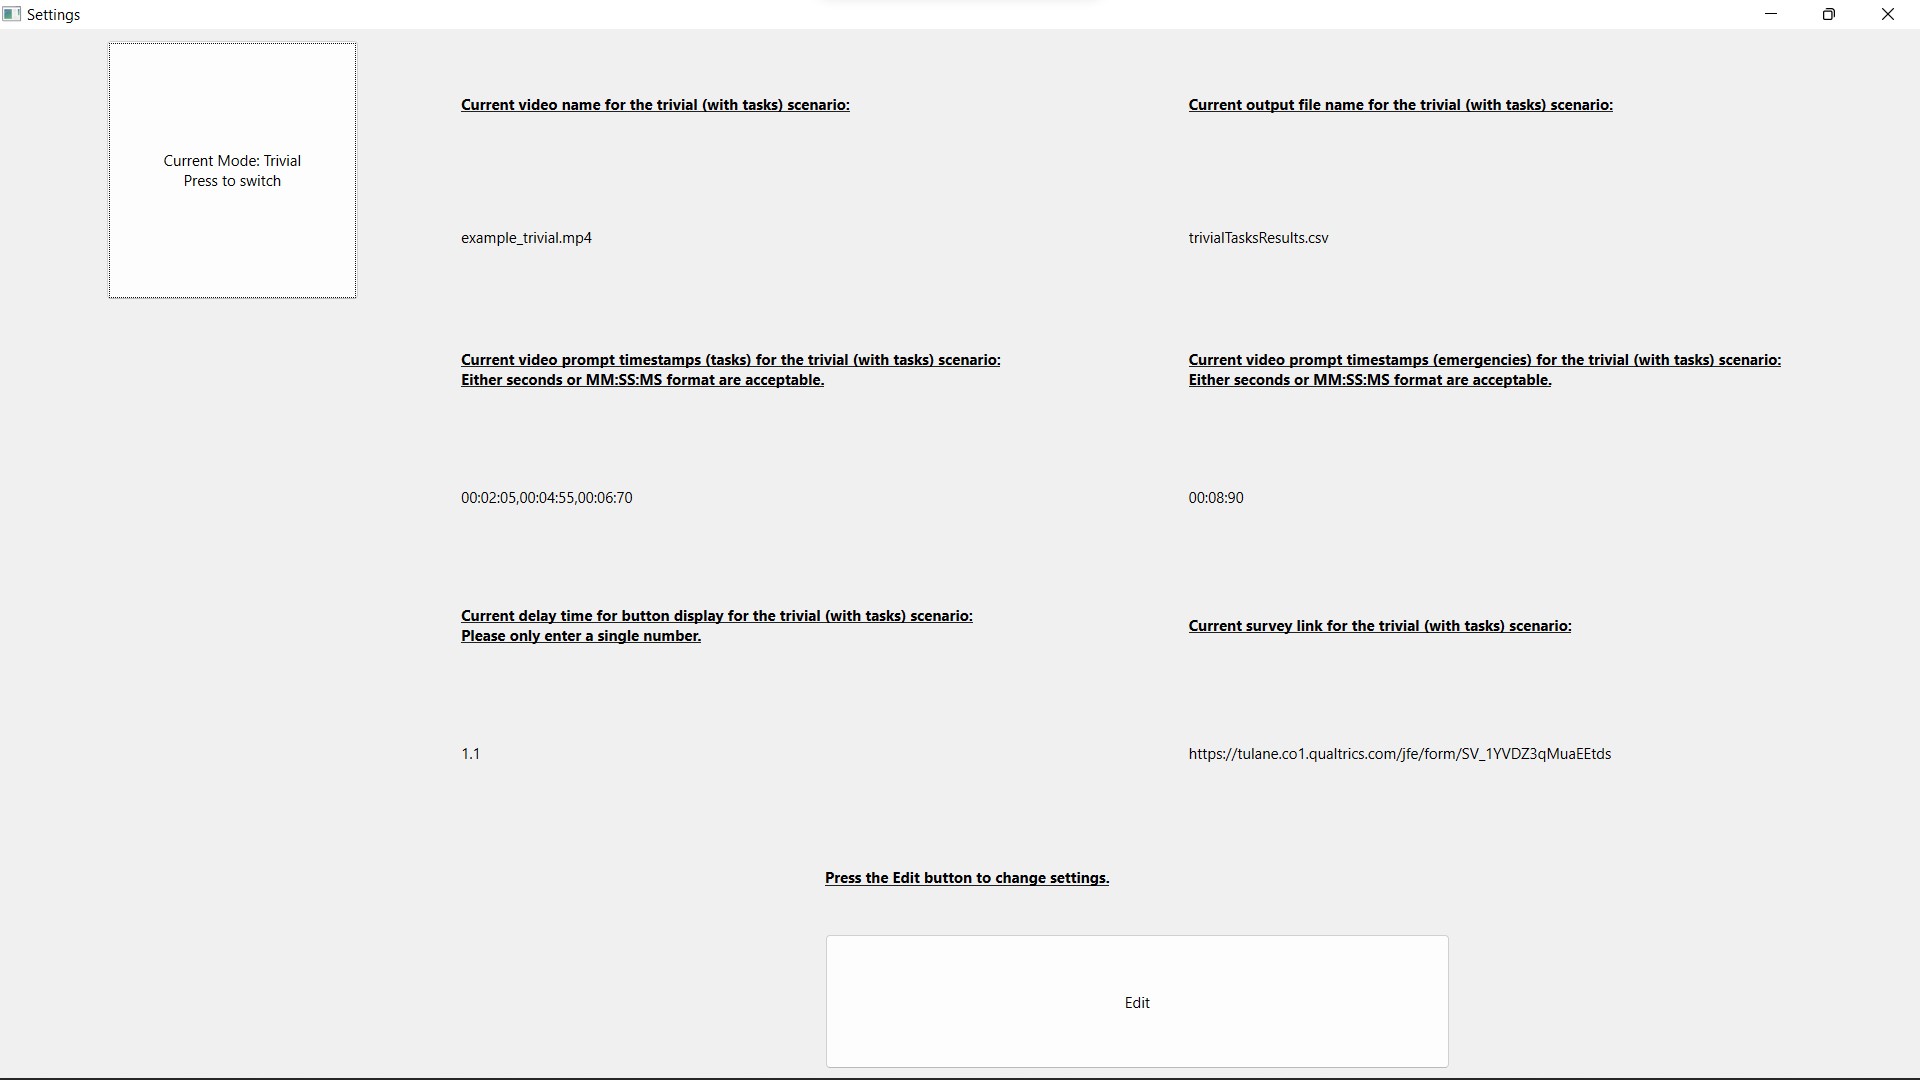 Settings
Current Mode: Trivial
Press to switch
Current video name for the trivial (with tasks) scenario:
Current output file name for the trivial (with tasks) scenario:
example_trivial.mp4
trivialTasksResults.csv
Current video prompt timestamps (tasks) for the trivial (with tasks) scenario:
Either seconds or MM:SS:MS format are acceptable.
Current video prompt timestamps (emergencies) for the trivial (with tasks) scenario:
Either seconds or MM:SS:MS format are acceptable.
00:02:05,00:04:55,00:06:70
00:08:90
Current delay time for button display for the trivial (with tasks) scenario:
Please only enter a single number.
Current survey link for the trivial (with tasks) scenario:
1.1
https://tulane.co1.qualtrics.com/jfe/form/SV_1YVDZ3qMuaEEtds
Press the Edit button to change settings.
Edit